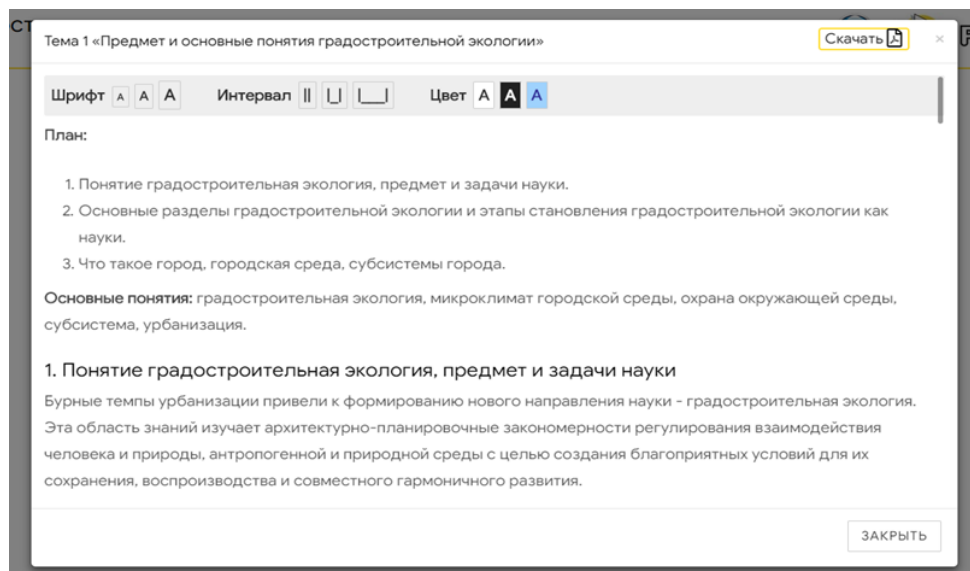 СТ
Тема 1 «Предмет и основные понятия градостроительной экологии»
Скачать
×
Шрифт A A A Интервал Цвет A A A
План:
1. Понятие градостроительная экология, предмет и задачи науки.
2. Основные разделы градостроительной экологии и этапы становления градостроительной экологии как
науки.
3. Что такое город, городская среда, субсистемы города.
Основные понятия: градостроительная экология, микроклимат городской среды, охрана окружающей среды,
субсистема, урбанизация.
1. Понятие градостроительная экология, предмет и задачи науки
Бурные темпы урбанизации привели к формированию нового направления науки - градостроительная экология.
Эта область знаний изучает архитектурно-планировочные закономерности регулирования взаимодействия
человека и природы, антропогенной и природной среды с целью создания благоприятных условий для их
сохранения, воспроизводства и совместного гармоничного развития.
ЗАКРЫТЬ